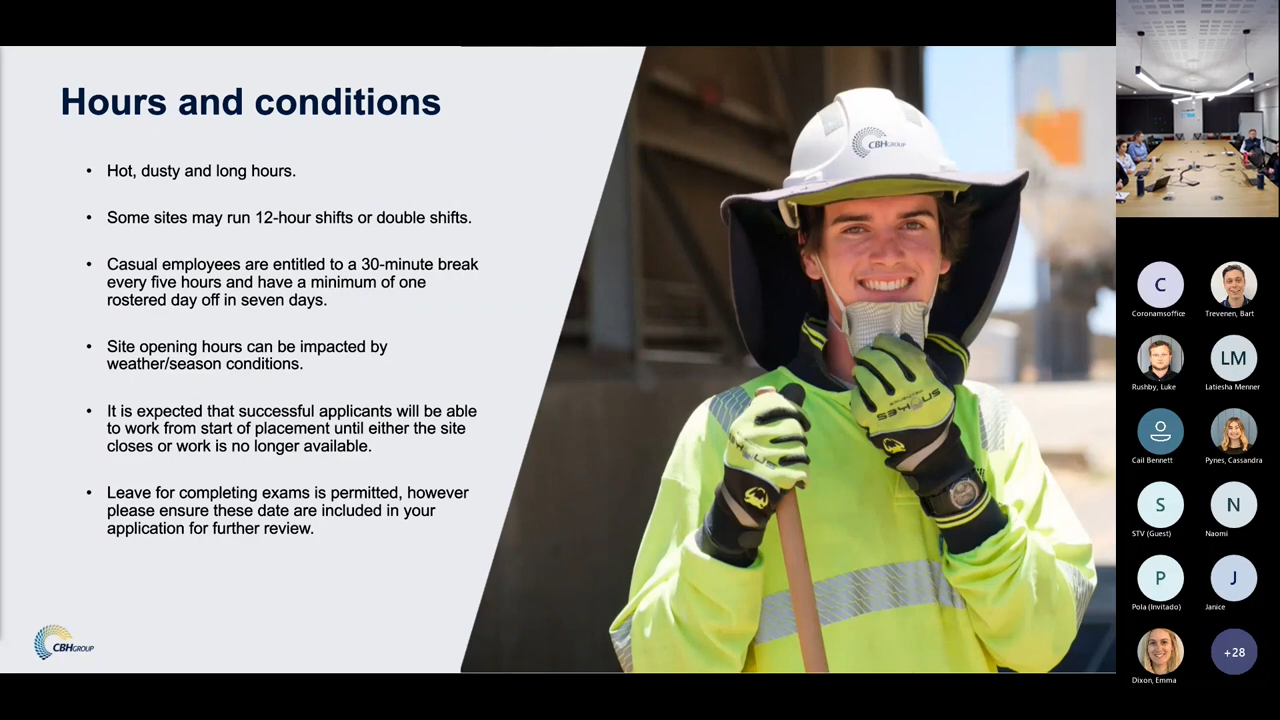 Hours and conditions
• Hot, dusty and long hours.
• Some sites may run 12-hour shifts or double shifts.
• Casual employees are entitled to a 30-minute break
every five hours and have a minimum of one
rostered day off in seven days.
• Site opening hours can be impacted by
weather/season conditions.
• It is expected that successful applicants will be able
to work from start of placement until either the site
closes or work is no longer available.
• Leave for completing exams is permitted, however
please ensure these date are included in your
application for further review.
CBHGROUP
CBHGROUP
C
Coronamsoffice
Trevenen, Bart
Rushby, Luke
LM
Latiesha Menner
Cail Bennett
Pynes, Cassandra
S
STV (Guest)
N
Naomi
P
Pola (Invitado)
J
Janice
Dixon, Emma
+28